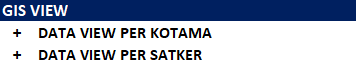 GIS VIEW
+ DATA VIEW PER KOTAMA
+ DATA VIEW PER SATKER